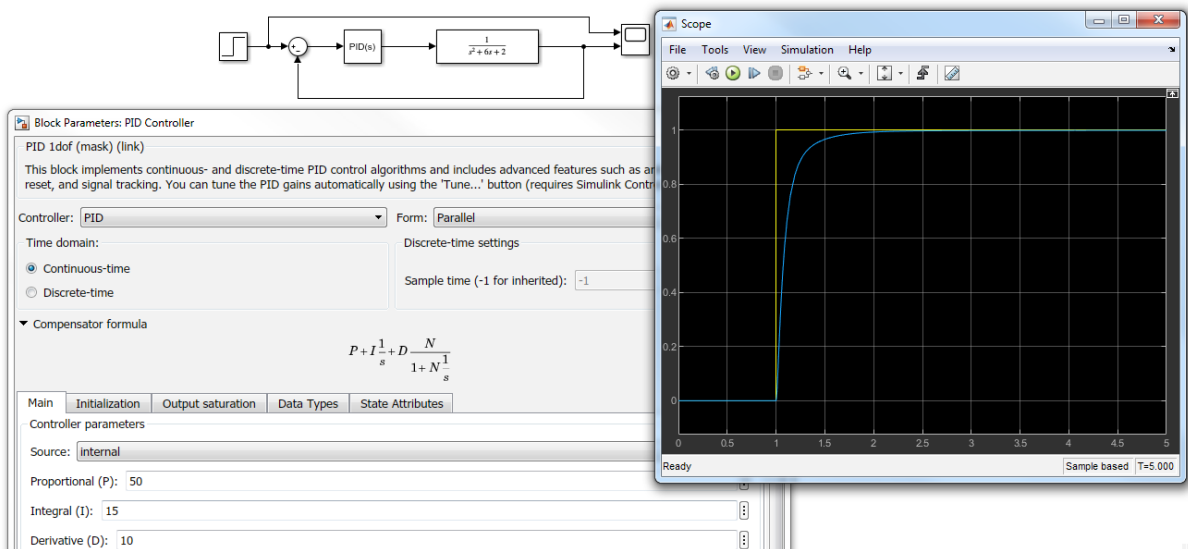 PID(s)
1
s² + 6s + 2
Scope
File Tools View Simulation Help
1
0.8
0.6
0.4
0.2
0
0 0.5 1 1.5 2 2.5 3 3.5 4 4.5 5
Ready
Sample based T=5.000
Block Parameters: PID Controller
PID 1dof (mask) (link)
This block implements continuous- and discrete-time PID control algorithms and includes advanced features such as
reset, and signal tracking. You can tune the PID gains automatically using the 'Tune...' button (requires Simulink
Controller: PID Form: Parallel
Time domain: Discrete-time settings
Continuous-time
Sample time (-1 for inherited): -1
Discrete-time
Compensator formula
P + I 1/s + D N/(1 + N 1/s)
Main Initialization Output saturation Data Types State Attributes
Controller parameters
Source: internal
Proportional (P): 50
Integral (I): 15
Derivative (D): 10